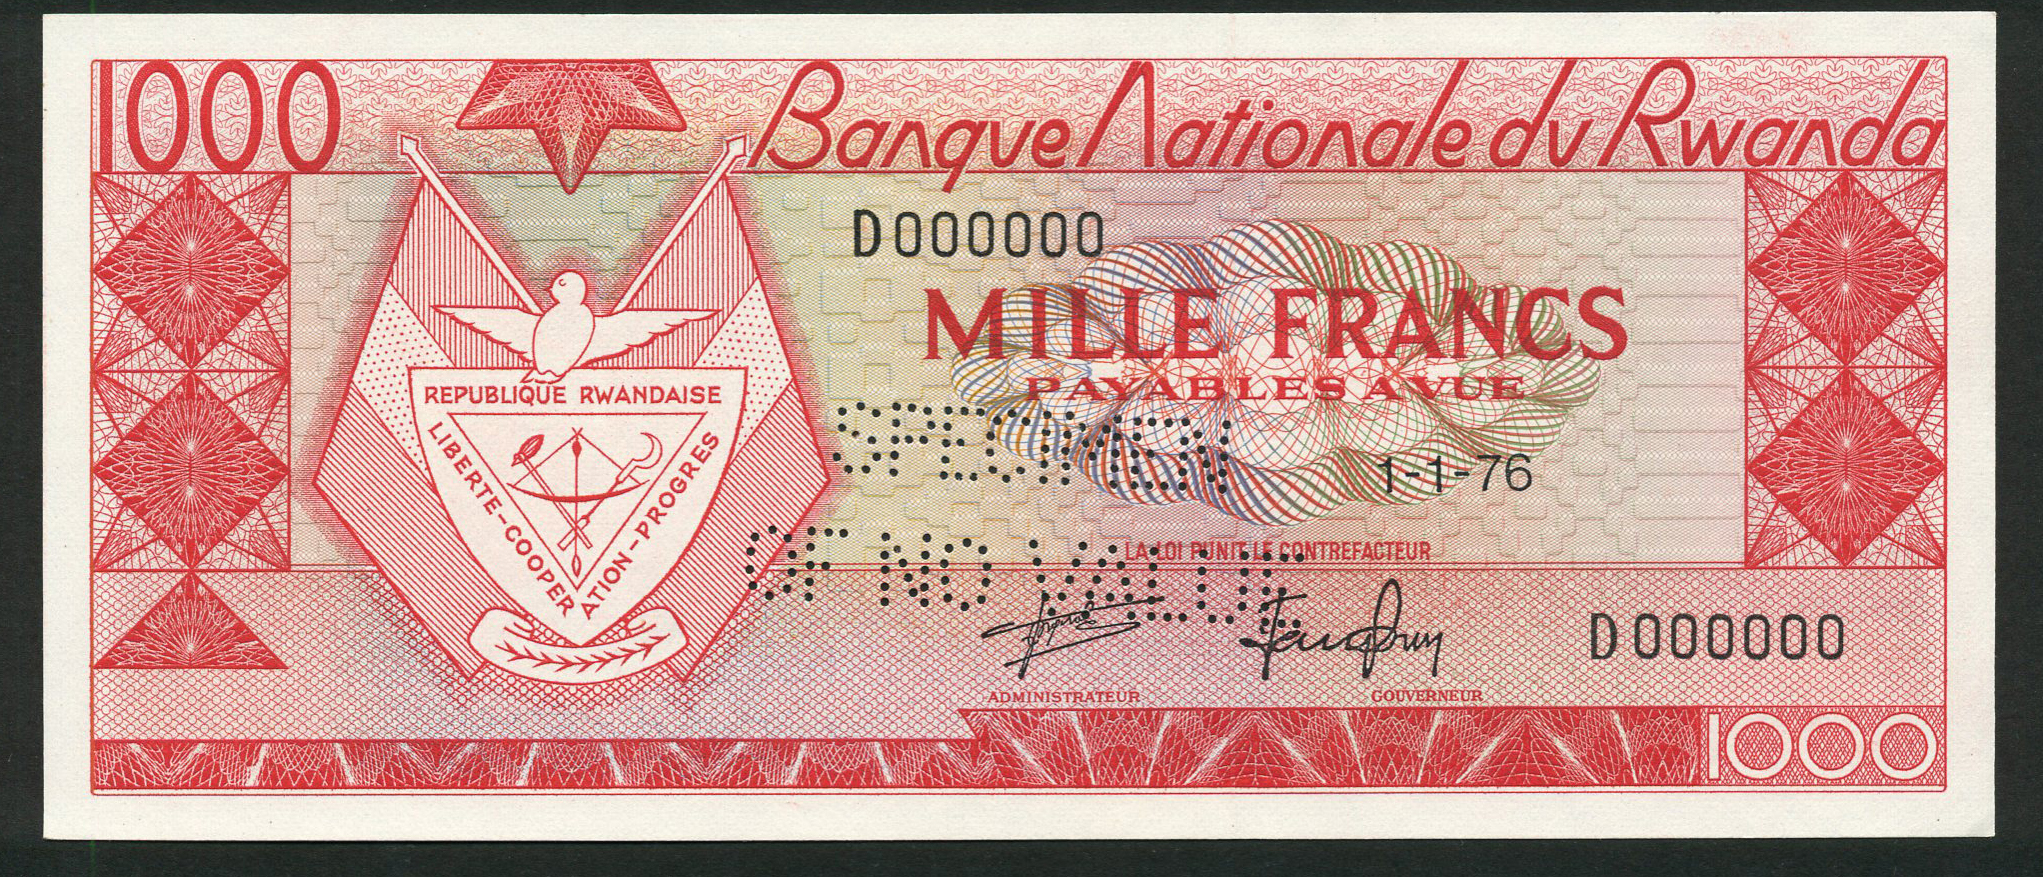 1000
Banque Nationale du Rwanda
D000000
MILLE FRANCS
PAYABLES A VUE
REPUBLIQUE RWANDAISE
LIBERTE-COOPERATION-PROGRES
SPECIMEN
1-1-76
OF NO VALUE
LA LOI PUNIT LE CONTREFACTEUR
D000000
ADMINISTRATEUR
GOUVERNEUR
1000